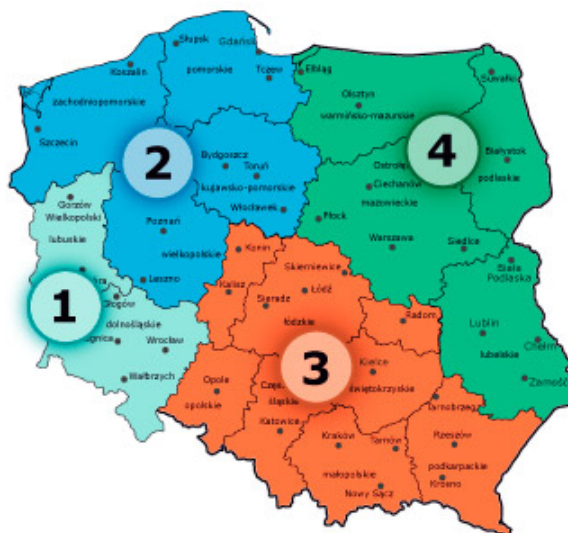 Słupsk
Gdańsk
Koszalin
pomorskie
Tczew
Elbląg
Suwałki
zachodniopomorskie
Olsztyn
warmińsko-mazurskie
Szczecin
2
4
Bydgoszcz
Toruń
kujawsko-pomorskie
Białystok
podlaskie
Ciechanów
mazowieckie
Gorzów
Wielkopolski
Włocławek
Płock
lubuskie
Poznań
wielkopolskie
Warszawa
Siedlce
Konin
Skierniewice
Biała
Podlaska
1
Leszno
Kalisz
Sieradz
Łódź
łódzkie
Radom
Głogów
dolnośląskie
Wrocław
Lublin
lubelskie
Chełm
Wałbrzych
3
Kielce
świętokrzyskie
Zamość
Opole
opolskie
śląskie
Tarnobrzeg
Katowice
Kraków
Tarnów
Rzeszów
małopolskie
podkarpackie
Nowy Sącz
Krosno